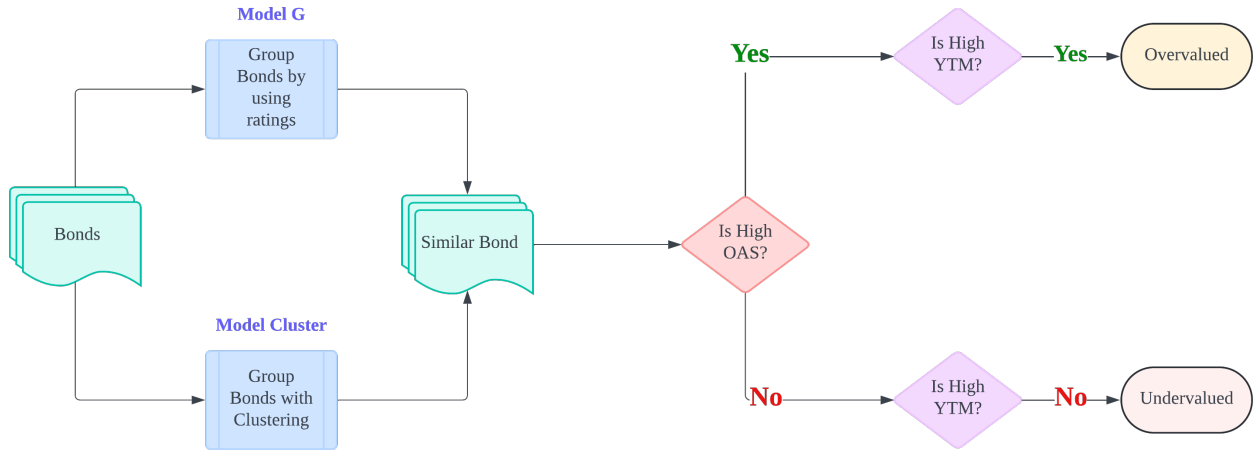 Model G
Group
Bonds by
using
ratings
Bonds
Model Cluster
Group
Bonds with
Clustering
Similar Bond
Is High
OAS?
Yes
Is High
YTM?
Yes
Overvalued
No
Is High
YTM?
No
Undervalued